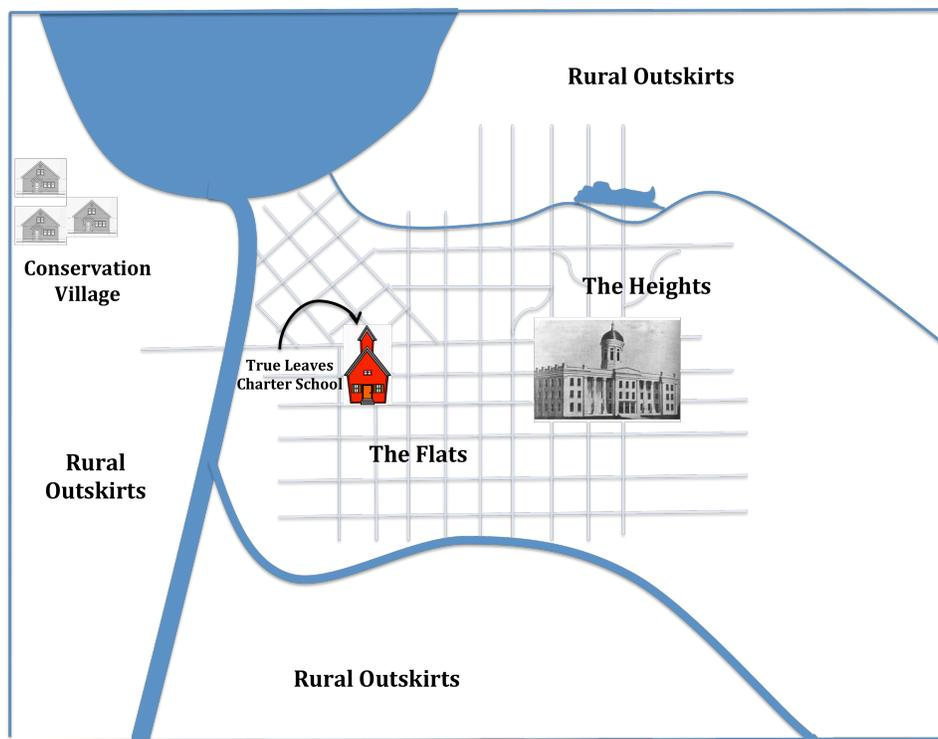 Rural Outskirts
Conservation
Village
The Heights
True Leaves
Charter School
The Flats
Rural
Outskirts
Rural Outskirts